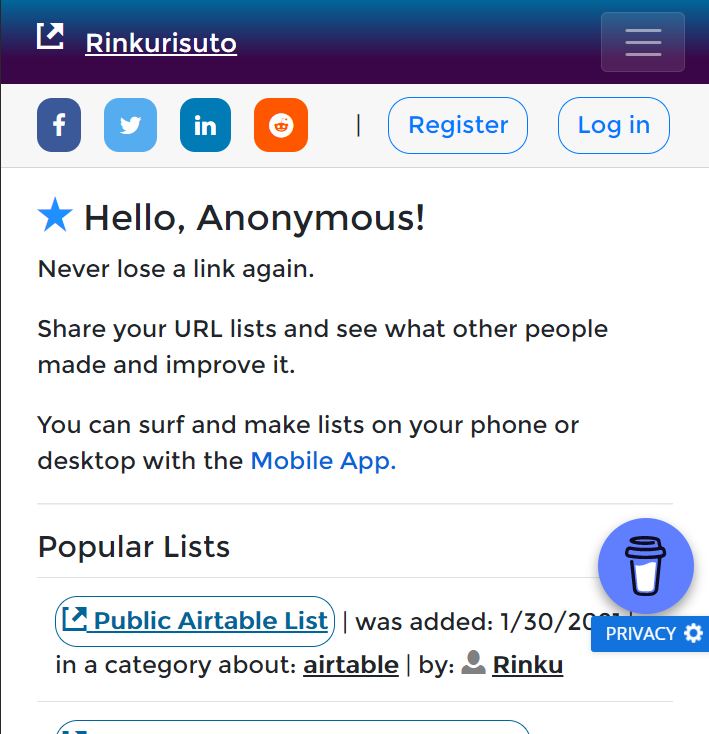 Rinkurisuto
| Register Log in
Hello, Anonymous!
Never lose a link again.
Share your URL lists and see what other people
made and improve it.
You can surf and make lists on your phone or
desktop with the Mobile App.
Popular Lists
Public Airtable List | was added: 1/30/2021 |
PRIVACY
in a category about: airtable | by: Rinku